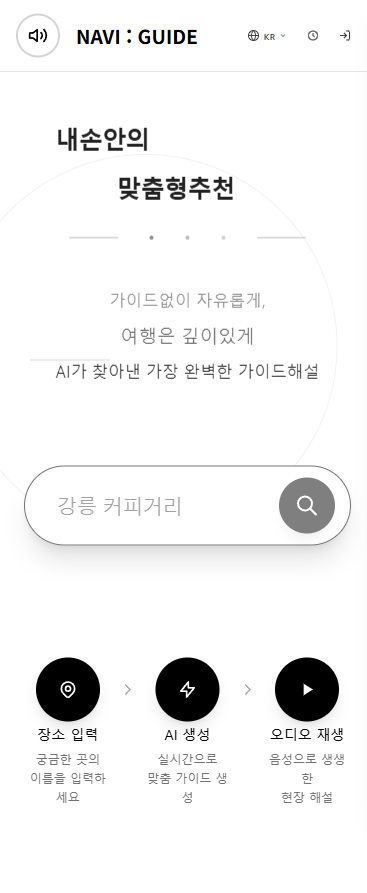 NAVI : GUIDE
KR
내손안의
맞춤형추천
가이드없이 자유롭게,
여행은 깊이있게
AI가 찾아낸 가장 완벽한 가이드해설
강릉 커피거리
장소 입력
궁금한 곳의
이름을 입력하
세요
AI 생성
실시간으로
맞춤 가이드 생
성
오디오 재생
음성으로 생생
한
현장 해설